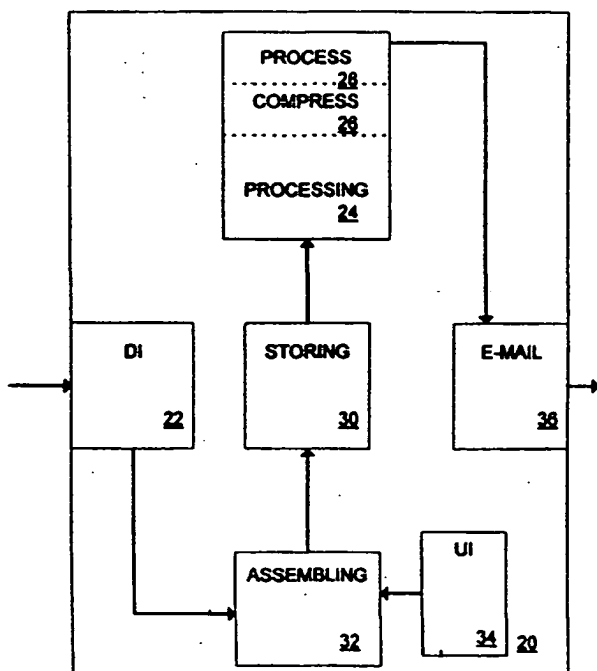 PROCESS
28
COMPRESS
26
PROCESSING
24
DI
22
STORING
30
E-MAIL
36
ASSEMBLING
32
UI
34
20